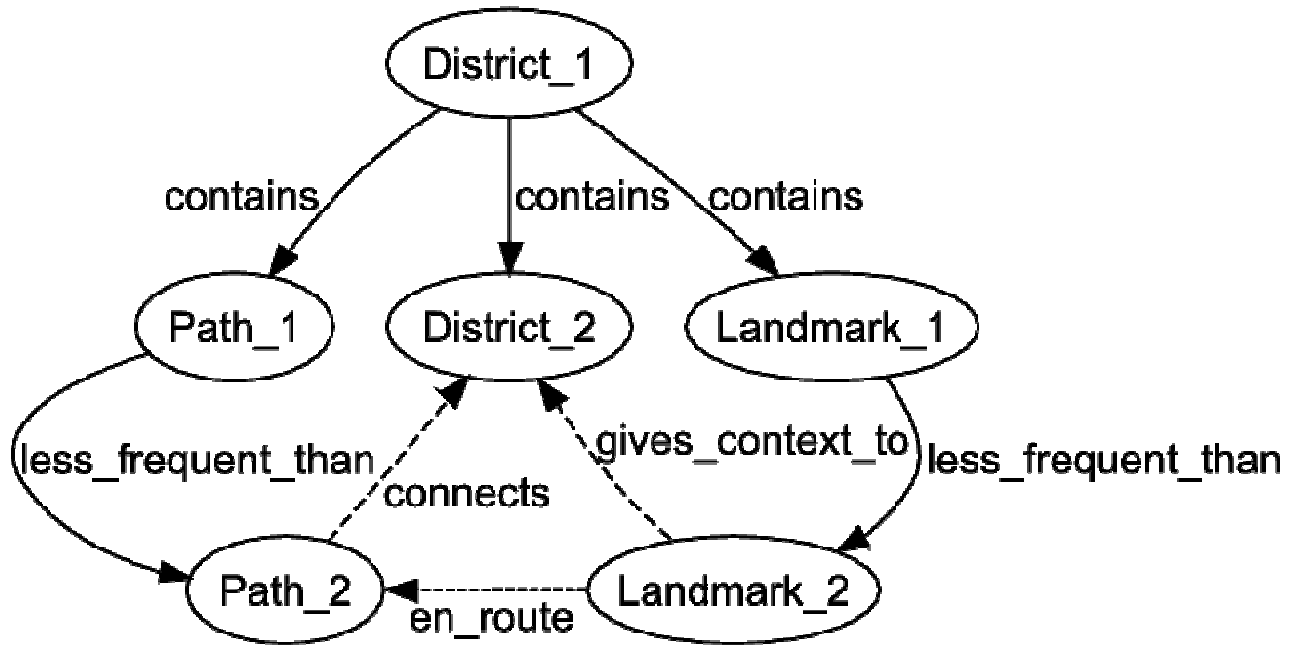 District_1
contains
contains
contains
Path_1
District_2
Landmark_1
less_frequent_than
connects
gives_context_to
less_frequent_than
Path_2
en_route
Landmark_2